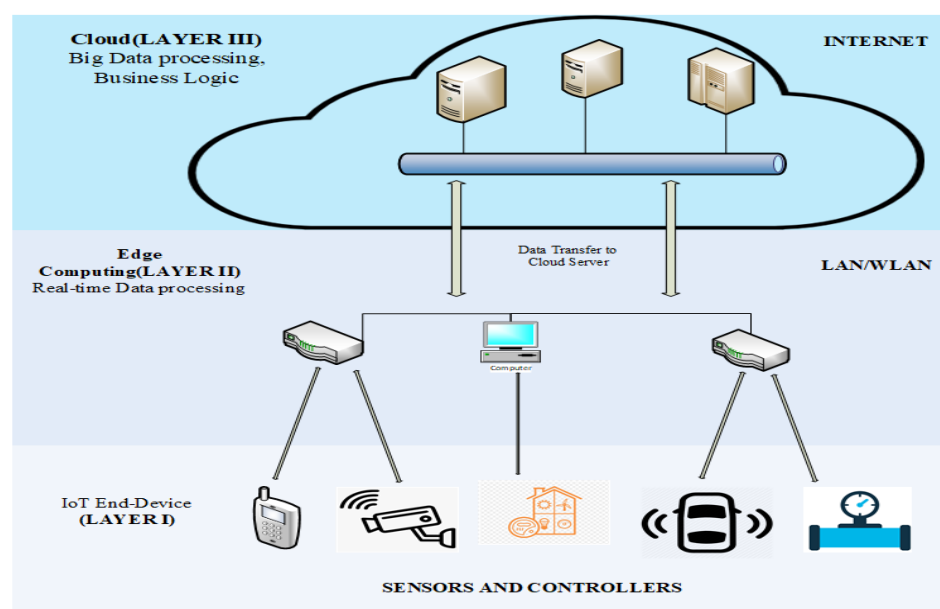 Cloud(LAYER III)
Big Data processing,
Business Logic
INTERNET
Edge
Computing(LAYER II)
Real-time Data processing
Data Transfer to
Cloud Server
LAN/WLAN
Computer
IoT End-Device
(LAYER I)
SENSORS AND CONTROLLERS